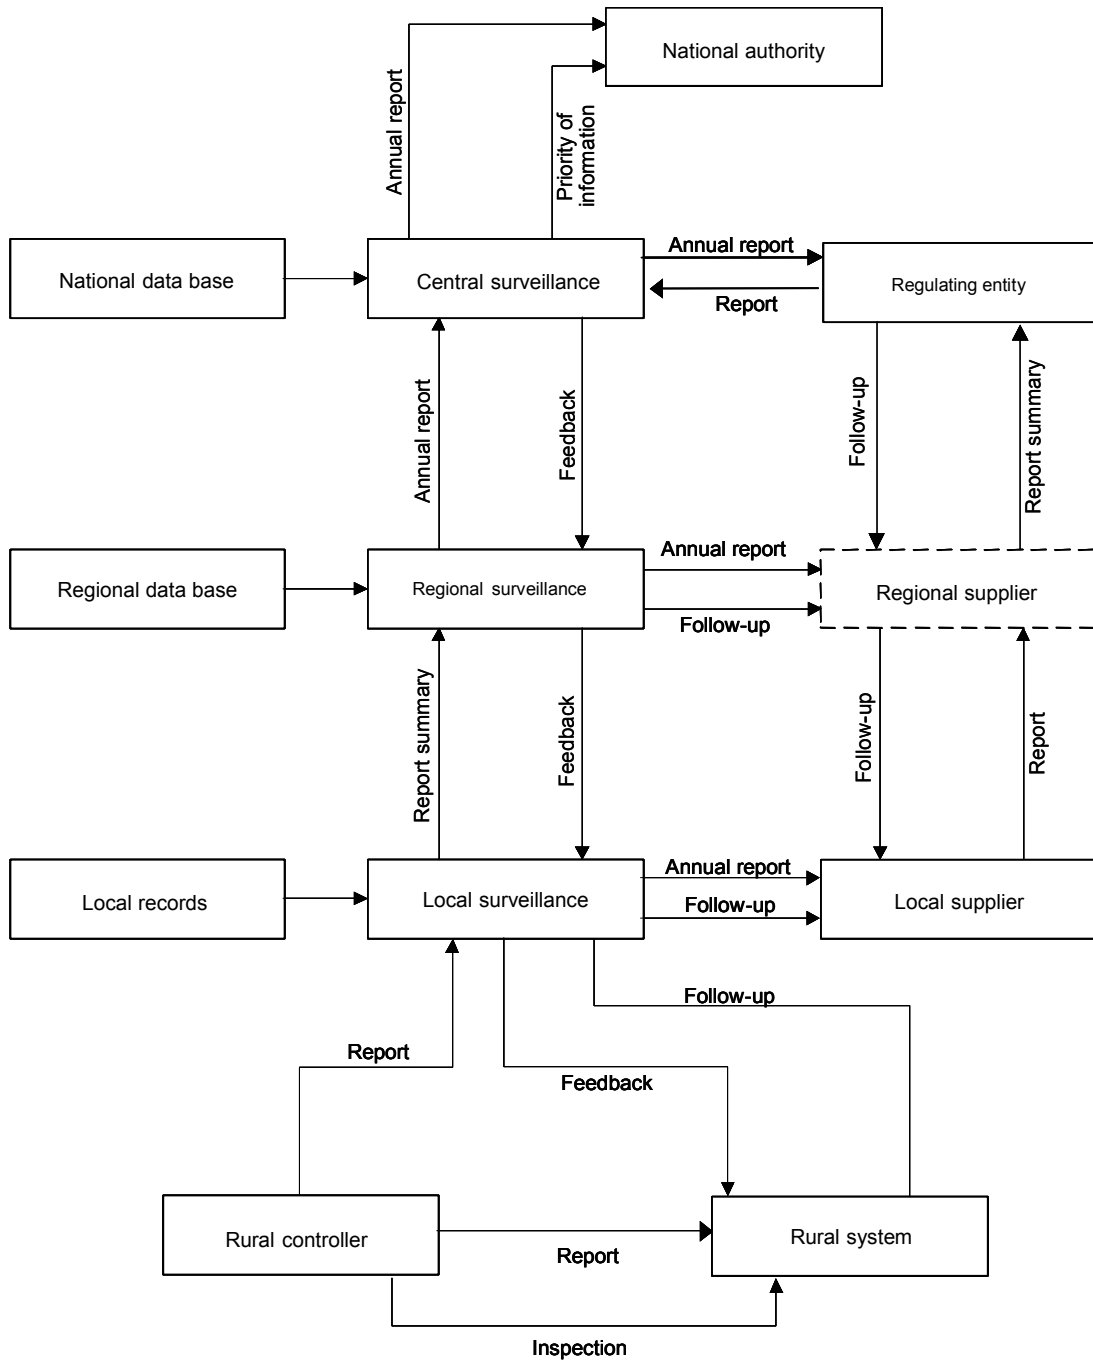 National authority
Annual report
Priority of
information
National data base
Central surveillance
Annual report
Report
Regulating entity
Annual report
Feedback
Follow-up
Report summary
Regional data base
Regional surveillance
Annual report
Follow-up
Regional supplier
Report summary
Feedback
Follow-up
Report
Local records
Local surveillance
Annual report
Follow-up
Local supplier
Follow-up
Report
Feedback
Rural controller
Report
Rural system
Inspection